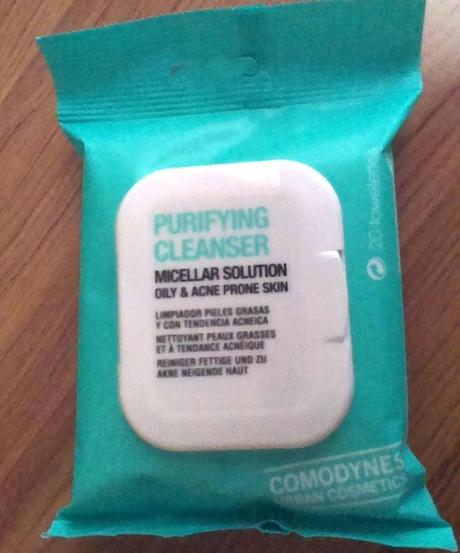 PURIFYING
CLEANSER
MICELLAR SOLUTION
OILY & ACNE PRONE SKIN
LIMPIADOR PIELES GRASAS
Y CON TENDENCIA ACNEICA
NETTOYANT PEAUX GRASSES
ET À TENDANCE ACNÉIQUE
REINIGER FETTIGE UND ZU
AKNE NEIGENDE HAUT
20 towelettes
COMODYNES
URBAN COSMETICS